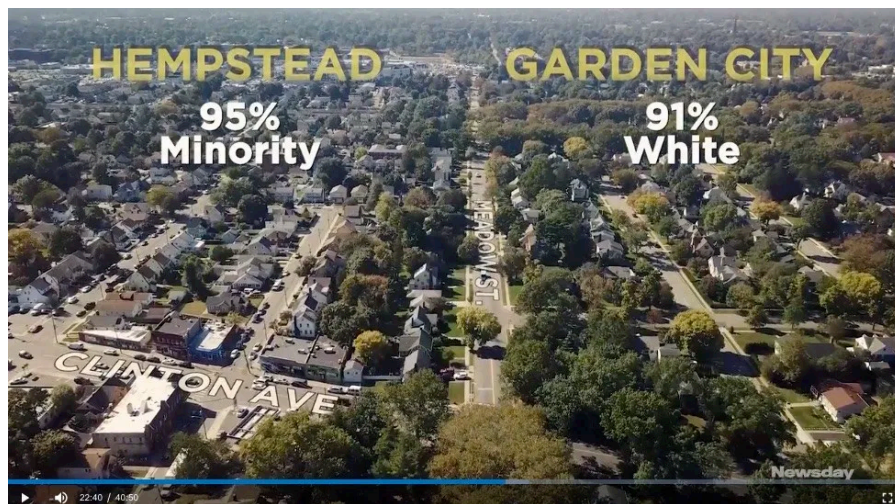 HEMPSTEAD
95%
Minority
GARDEN CITY
91%
White
MEADOW ST.
CLINTON AVE
Newsday
22:40 / 40:50